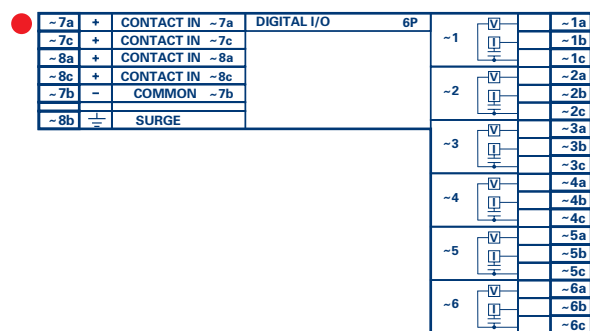 ~7a + CONTACT IN ~7a DIGITAL I/O 6P
~7c + CONTACT IN ~7c
~8a + CONTACT IN ~8a
~8c + CONTACT IN ~8c
~7b – COMMON ~7b
~8b SURGE
~1 V I ~1a
~1b
~1c
~2 V I ~2a
~2b
~2c
~3 V I ~3a
~3b
~3c
~4 V I ~4a
~4b
~4c
~5 V I ~5a
~5b
~5c
~6 V I ~6a
~6b
~6c